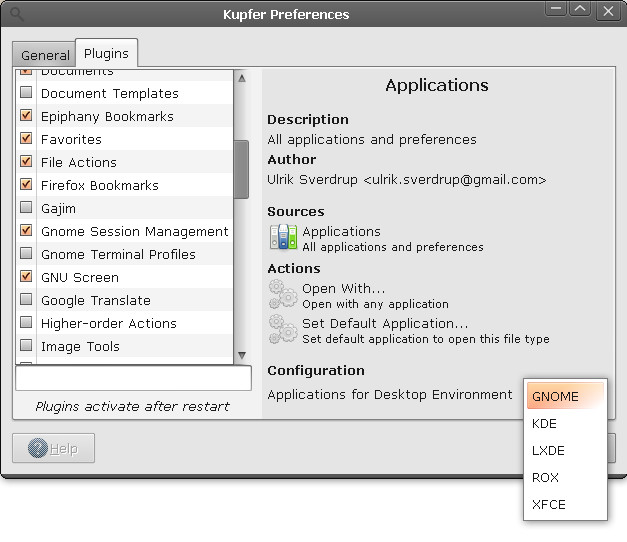 Kupfer Preferences
General
Plugins
Documents
Document Templates
Epiphany Bookmarks
Favorites
File Actions
Firefox Bookmarks
Gajim
Gnome Session Management
Gnome Terminal Profiles
GNU Screen
Google Translate
Higher-order Actions
Image Tools
Plugins activate after restart
Applications
Description
All applications and preferences
Author
Ulrik Sverdrup <ulrik.sverdrup@gmail.com>
Sources
Applications
All applications and preferences
Actions
Open With...
Open with any application
Set Default Application...
Set default application to open this file type
Configuration
Applications for Desktop Environment
GNOME
KDE
LXDE
ROX
XFCE
Help